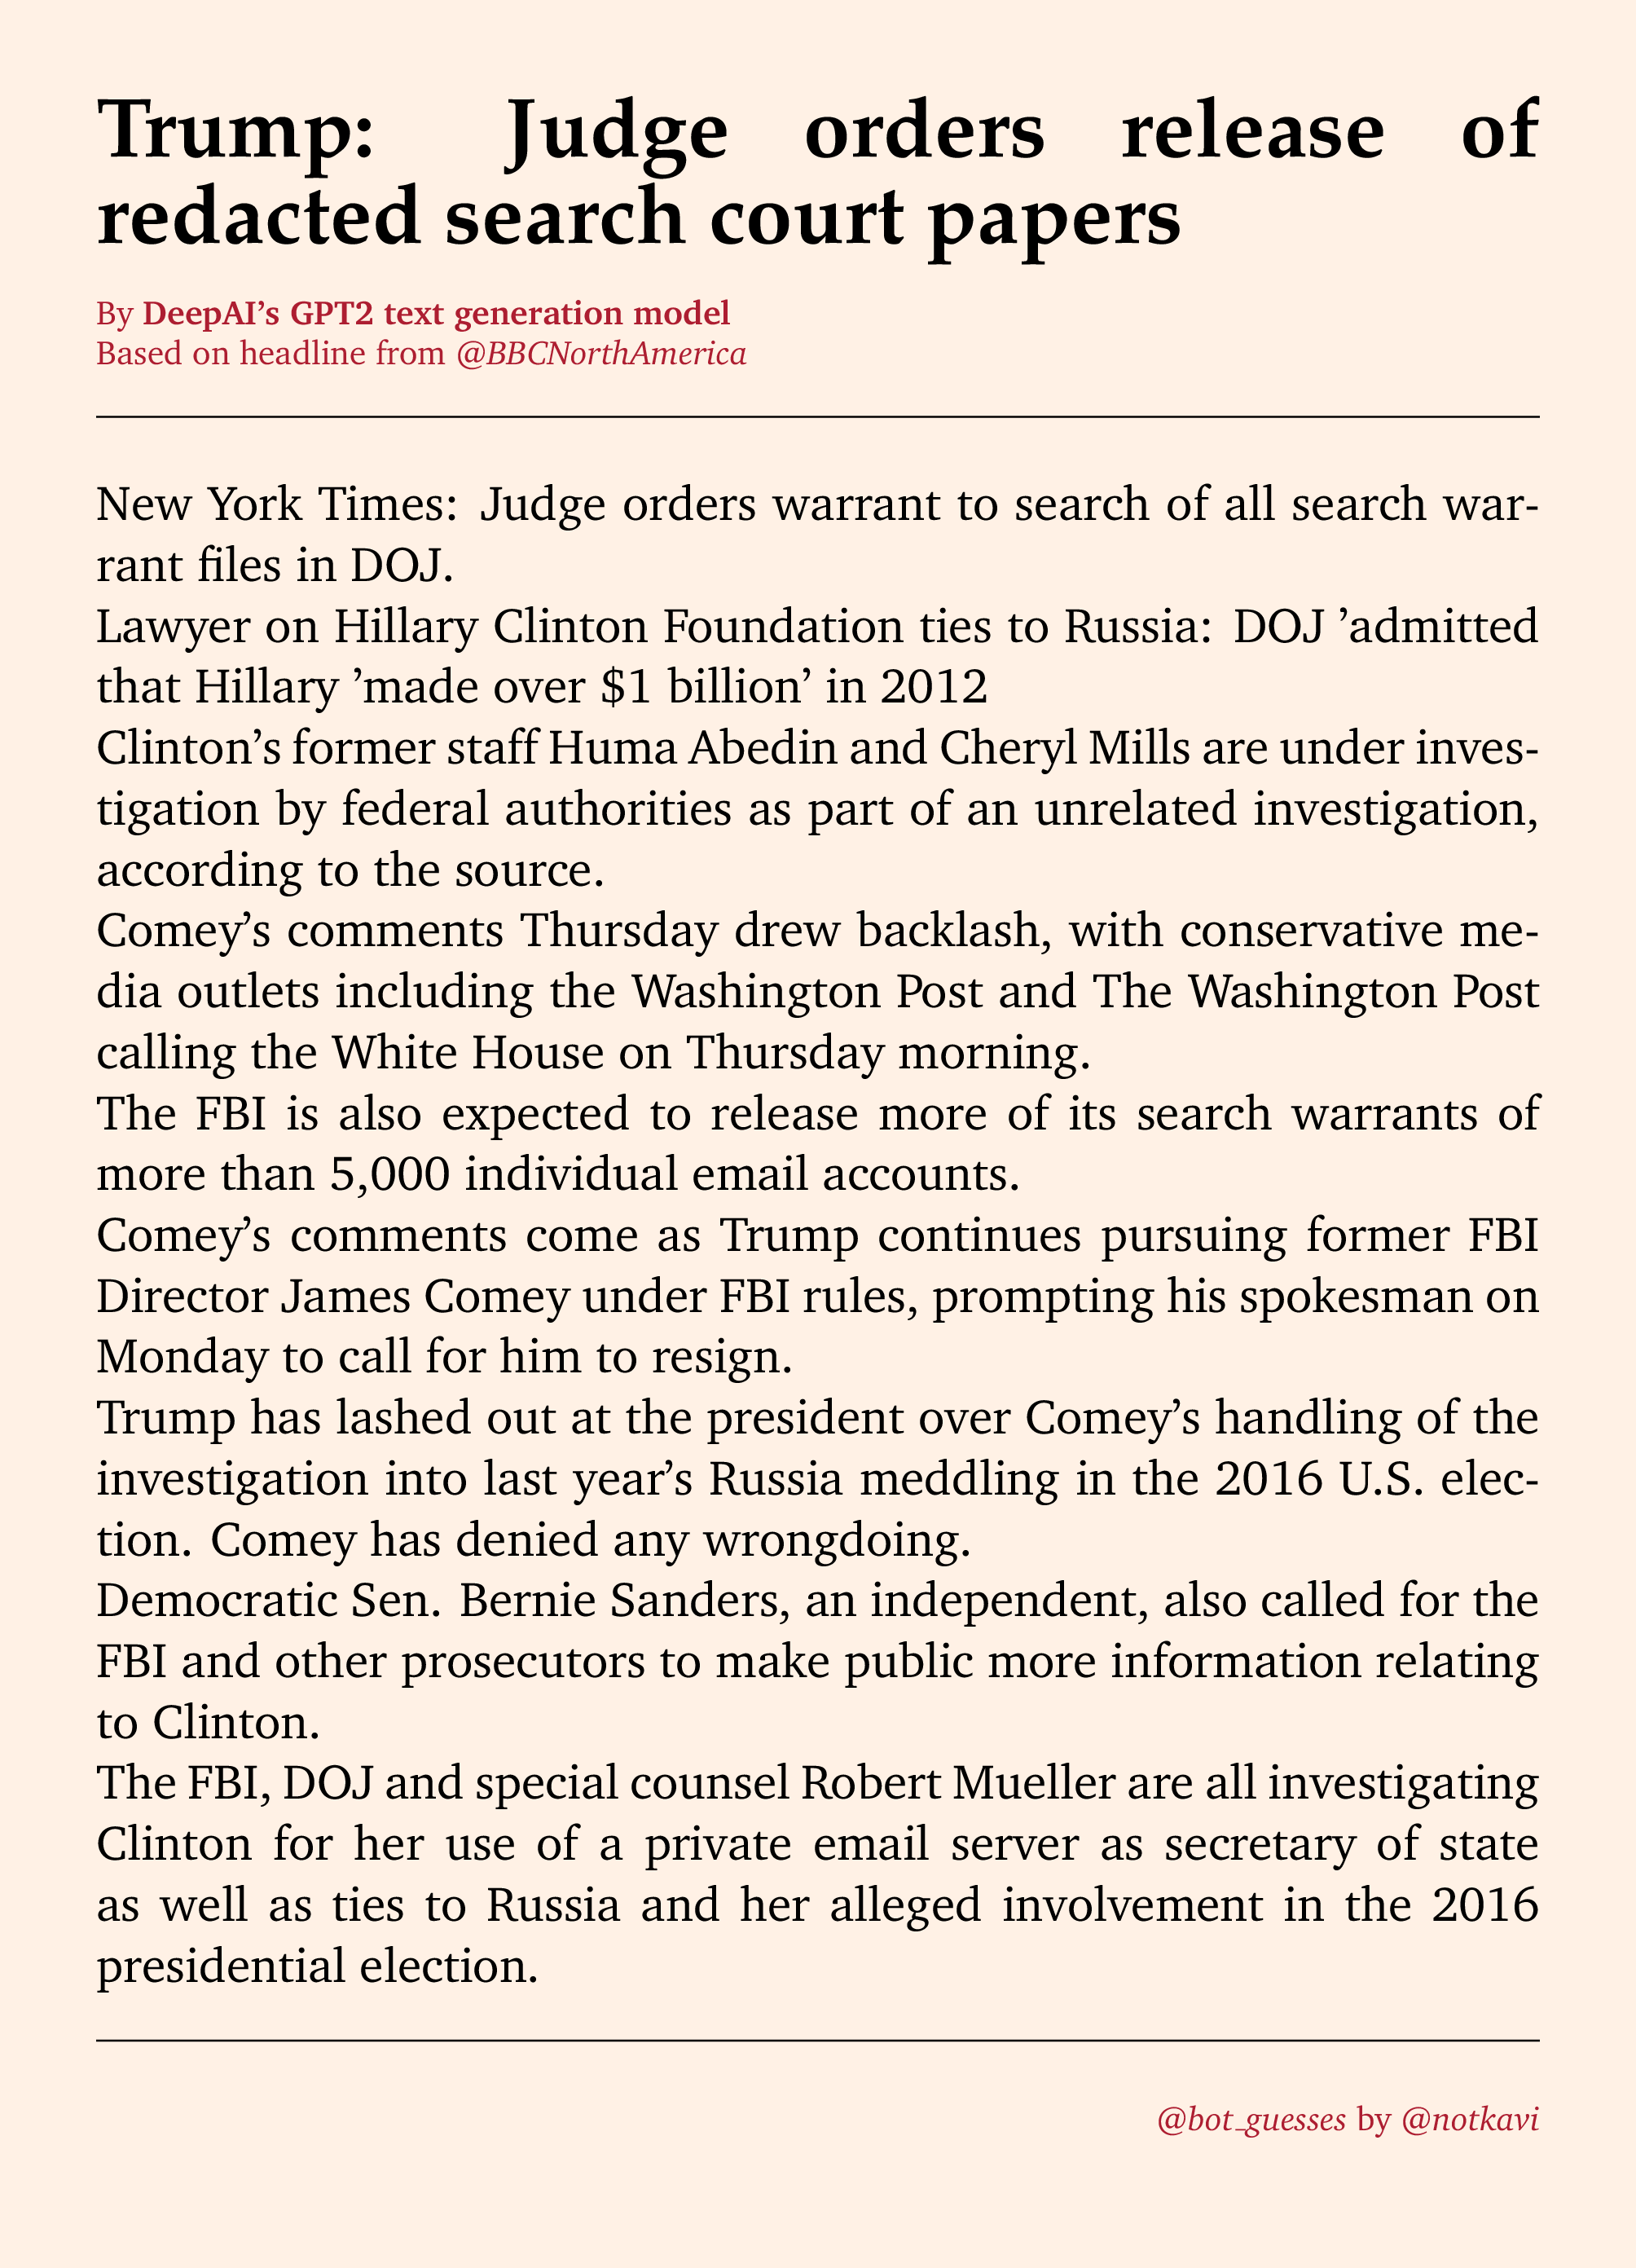 Trump: Judge orders release of
redacted search court papers
By DeepAI’s GPT2 text generation model
Based on headline from @BBCNorthAmerica
New York Times: Judge orders warrant to search of all search war-
rant files in DOJ.
Lawyer on Hillary Clinton Foundation ties to Russia: DOJ ’admitted
that Hillary ’made over $1 billion’ in 2012
Clinton’s former staff Huma Abedin and Cheryl Mills are under inves-
tigation by federal authorities as part of an unrelated investigation,
according to the source.
Comey’s comments Thursday drew backlash, with conservative me-
dia outlets including the Washington Post and The Washington Post
calling the White House on Thursday morning.
The FBI is also expected to release more of its search warrants of
more than 5,000 individual email accounts.
Comey’s comments come as Trump continues pursuing former FBI
Director James Comey under FBI rules, prompting his spokesman on
Monday to call for him to resign.
Trump has lashed out at the president over Comey’s handling of the
investigation into last year’s Russia meddling in the 2016 U.S. elec-
tion. Comey has denied any wrongdoing.
Democratic Sen. Bernie Sanders, an independent, also called for the
FBI and other prosecutors to make public more information relating
to Clinton.
The FBI, DOJ and special counsel Robert Mueller are all investigating
Clinton for her use of a private email server as secretary of state
as well as ties to Russia and her alleged involvement in the 2016
presidential election.
@bot_guesses by @notkavi